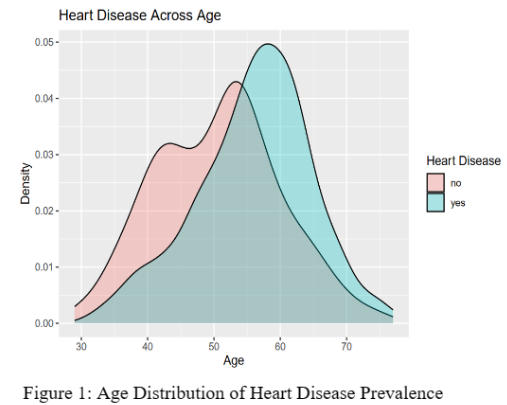 Heart Disease Across Age
0.05
0.04
0.03
0.02
0.01
0.00
Density
30 40 50 60 70
Age
Heart Disease
no
yes
Figure 1: Age Distribution of Heart Disease Prevalence